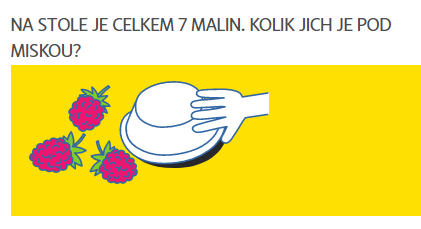 NA STOLE JE CELKEM 7 MALIN. KOLIK JICH JE POD
MISKOU?